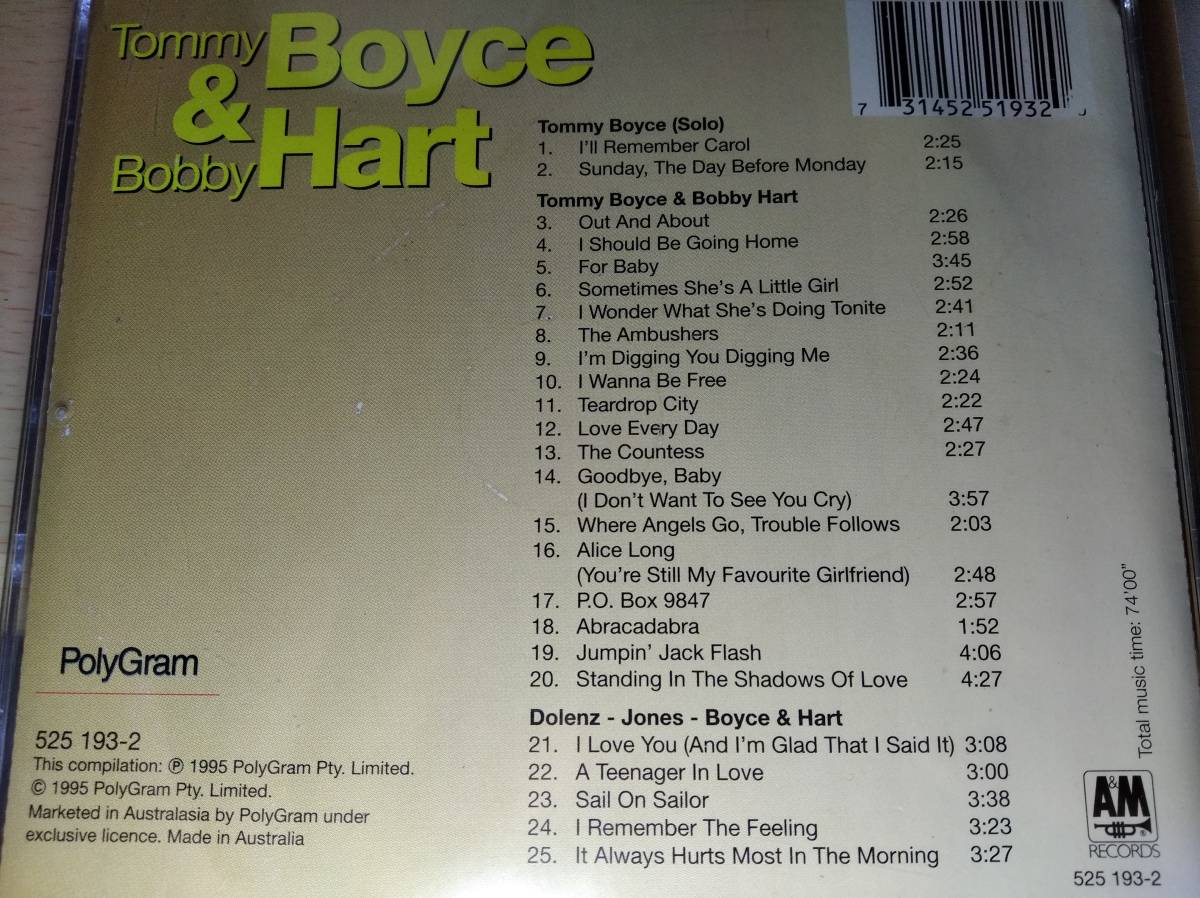 Tommy Boyce
&
Bobby Hart
7 31452 51932
Tommy Boyce (Solo)
1. I'll Remember Carol 2:25
2. Sunday, The Day Before Monday 2:15
Tommy Boyce & Bobby Hart
3. Out And About 2:26
4. I Should Be Going Home 2:58
5. For Baby 3:45
6. Sometimes She's A Little Girl 2:52
7. I Wonder What She's Doing Tonite 2:41
8. The Ambushers 2:11
9. I'm Digging You Digging Me 2:36
10. I Wanna Be Free 2:24
11. Teardrop City 2:22
12. Love Every Day 2:47
13. The Countess 2:27
14. Goodbye, Baby
(I Don't Want To See You Cry) 3:57
15. Where Angels Go, Trouble Follows 2:03
16. Alice Long
(You're Still My Favourite Girlfriend) 2:48
17. P.O. Box 9847 2:57
18. Abracadabra 1:52
19. Jumpin' Jack Flash 4:06
20. Standing In The Shadows Of Love 4:27
Dolenz - Jones - Boyce & Hart
21. I Love You (And I'm Glad That I Said It) 3:08
22. A Teenager In Love 3:00
23. Sail On Sailor 3:38
24. I Remember The Feeling 3:23
25. It Always Hurts Most In The Morning 3:27
PolyGram
525 193-2
This compilation: ℗ 1995 PolyGram Pty. Limited.
© 1995 PolyGram Pty. Limited.
Marketed in Australasia by PolyGram under
exclusive licence. Made in Australia
Total music time: 74'00"
A&M
®
RECORDS
525 193-2